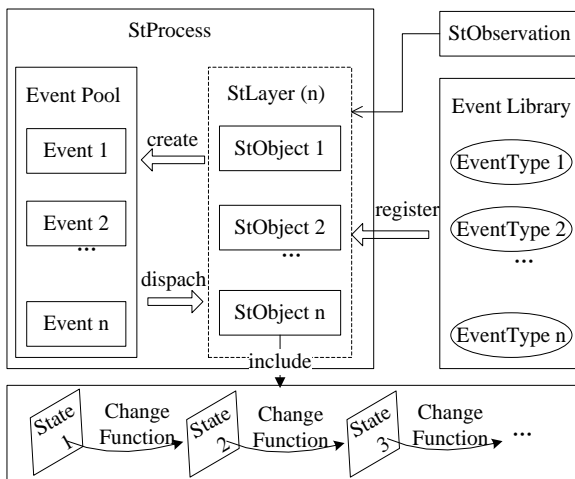 StProcess
StObservation
Event Pool
Event 1
Event 2
...
Event n
create
dispach
StLayer (n)
StObject 1
StObject 2
...
StObject n
register
Event Library
EventType 1
EventType 2
...
EventType n
include
State
1
Change
Function
State
2
Change
Function
State
3
Change
Function
...